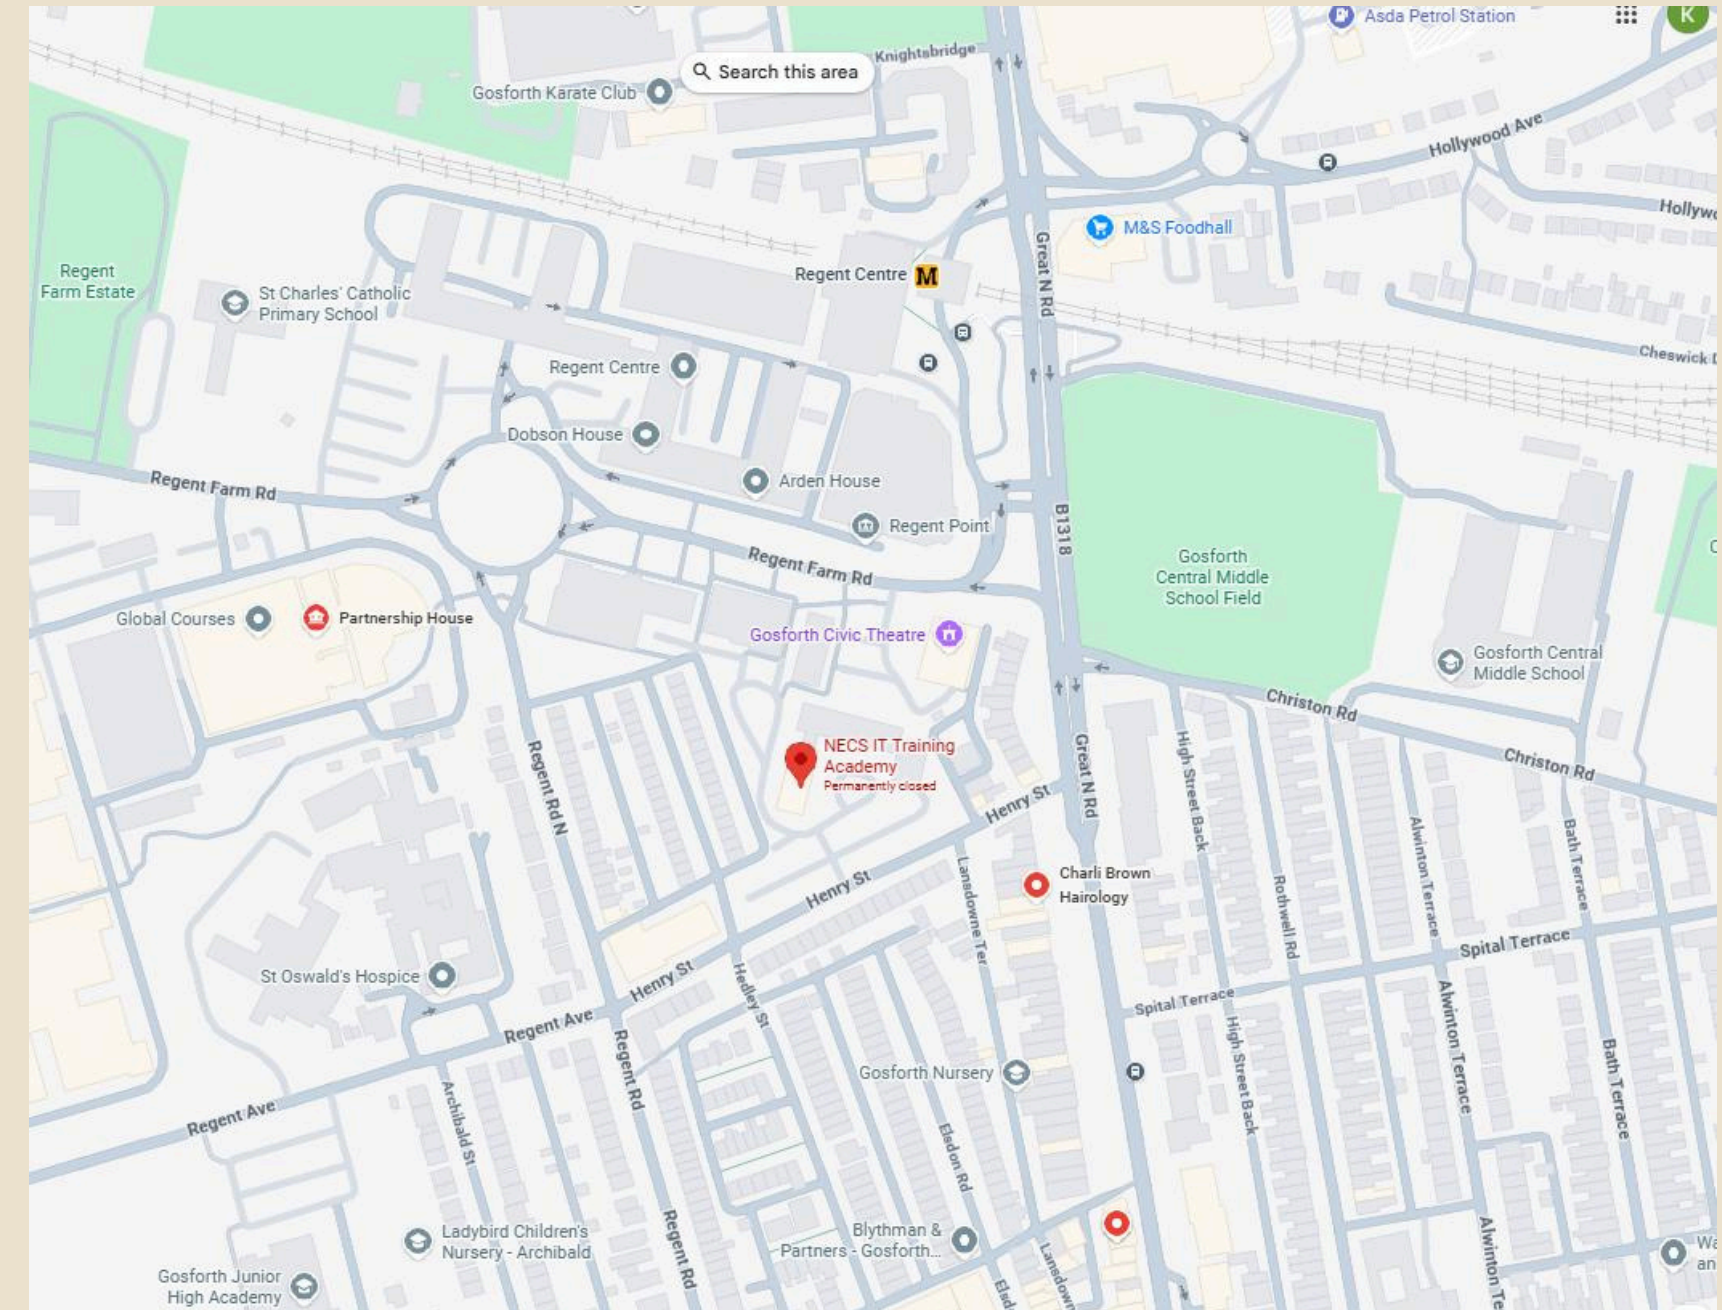 Asda Petrol Station
K
Knightsbridge
Search this area
Gosforth Karate Club
Hollywood Ave
Regent
Farm Estate
St Charles' Catholic
Primary School
Regent Centre
M
Great N Rd
M&S Foodhall
Regent Centre
Dobson House
Arden House
Regent Point
Regent Farm Rd
Regent Farm Rd
B1318
Gosforth
Central Middle
School Field
Global Courses
Partnership House
Gosforth Civic Theatre
Gosforth Central
Middle School
Christon Rd
Christon Rd
NECS IT Training
Academy
Permanently closed
Regent Rd N
Henry St
Great N Rd
High Street Back
Alwinton Terrace
Bath Terrace
Henry St
Lansdowne Ter
Charli Brown
Hairology
Rothwell Rd
Spital Terrace
St Oswald's Hospice
Henry St
Hedley St
Regent Ave
Spital Terrace
Regent Rd
Gosforth Nursery
High Street Back
Alwinton Terrace
Bath Terrace
Regent Ave
Archibald St
Elsdon Rd
Ladybird Children's
Nursery - Archibald
Regent Rd
Blythman &
Partners - Gosforth...
Gosforth Junior
High Academy